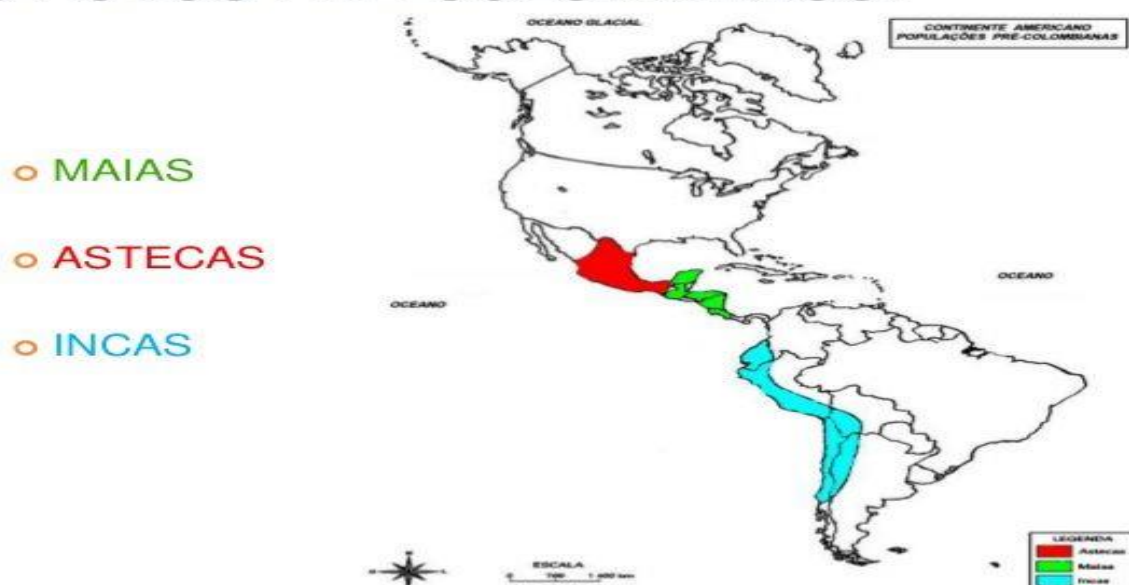 MAIAS
ASTECAS
INCAS
OCEANO GLACIAL
CONTINENTE AMERICANO
POPULAÇÕES PRÉ-COLOMBIANAS
OCEANO
OCEANO
ESCALA
LEGENDA
Astecas
Maias
Incas